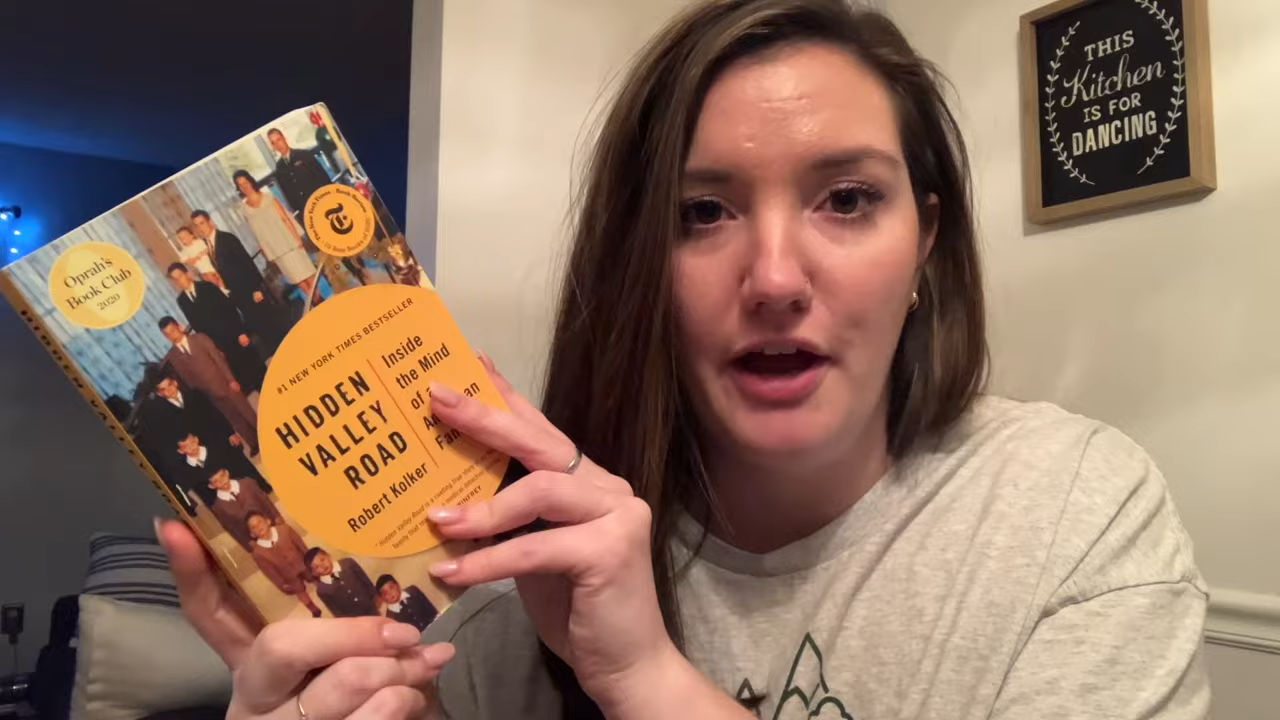 THIS
Kitchen
IS FOR
DANCING
Oprah's
Book Club
2020
T
#1 NEW YORK TIMES BESTSELLER
HIDDEN
VALLEY
ROAD
Robert Kolker
Inside
the Mind
of